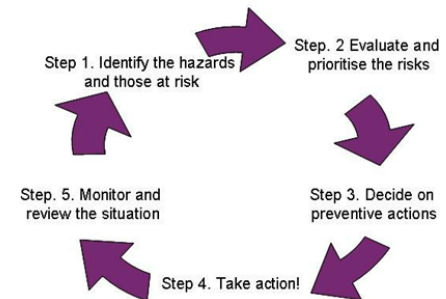 Step 1. Identify the hazards
and those at risk
Step. 2 Evaluate and
prioritise the risks
Step 3. Decide on
preventive actions
Step 4. Take action!
Step. 5. Monitor and
review the situation